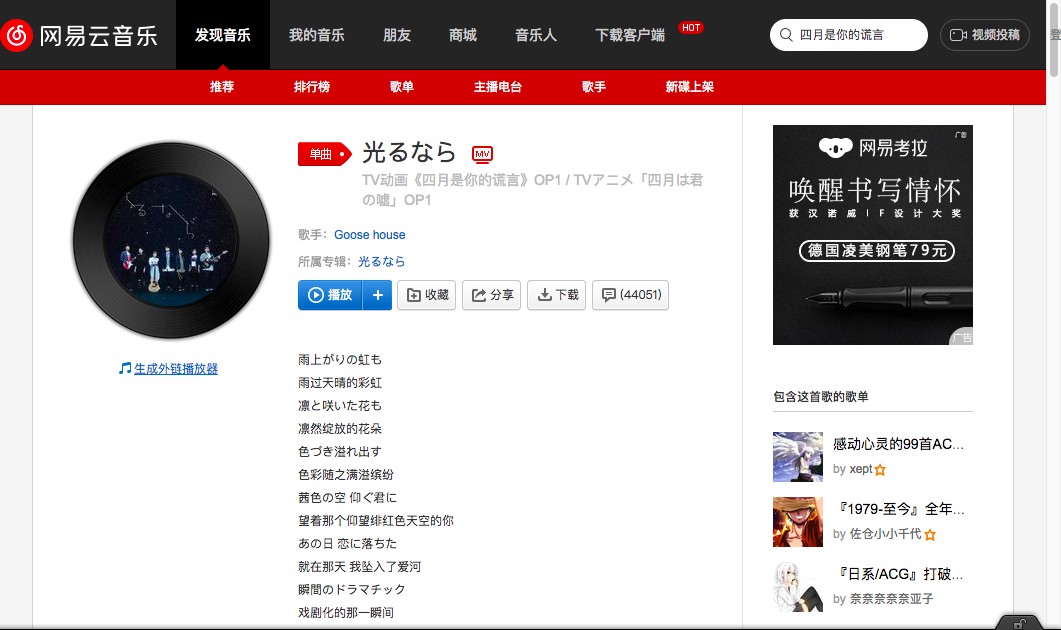 网易云音乐
发现音乐 我的音乐 朋友 商城 音乐人 下载客户端 HOT
四月是你的谎言
视频投稿
登
推荐 排行榜 歌单 主播电台 歌手 新碟上架
单曲 光るなら MV
TV动画《四月是你的谎言》OP1 / TVアニメ「四月は君
の嘘」OP1
歌手：Goose house
所属专辑：光るなら
播放 + 收藏 分享 下载 (44051)
生成外链播放器
雨上がりの虹も
雨过天晴的彩虹
凛と咲いた花も
凛然绽放的花朵
色づき溢れ出す
色彩随之满溢缤纷
茜色の空 仰ぐ君に
望着那个仰望绯红色天空的你
あの日 恋に落ちた
就在那天 我坠入了爱河
瞬間のドラマチック
戏剧化的那一瞬间
广告
网易考拉
唤醒书写情怀
获汉诺威IF设计大奖
德国凌美钢笔79元
广告
包含这首歌的歌单
感动心灵的99首AC...
by xept
『1979-至今』全年...
by 佐仓小小千代
『日系/ACG』打破...
by 奈奈奈奈奈亚子